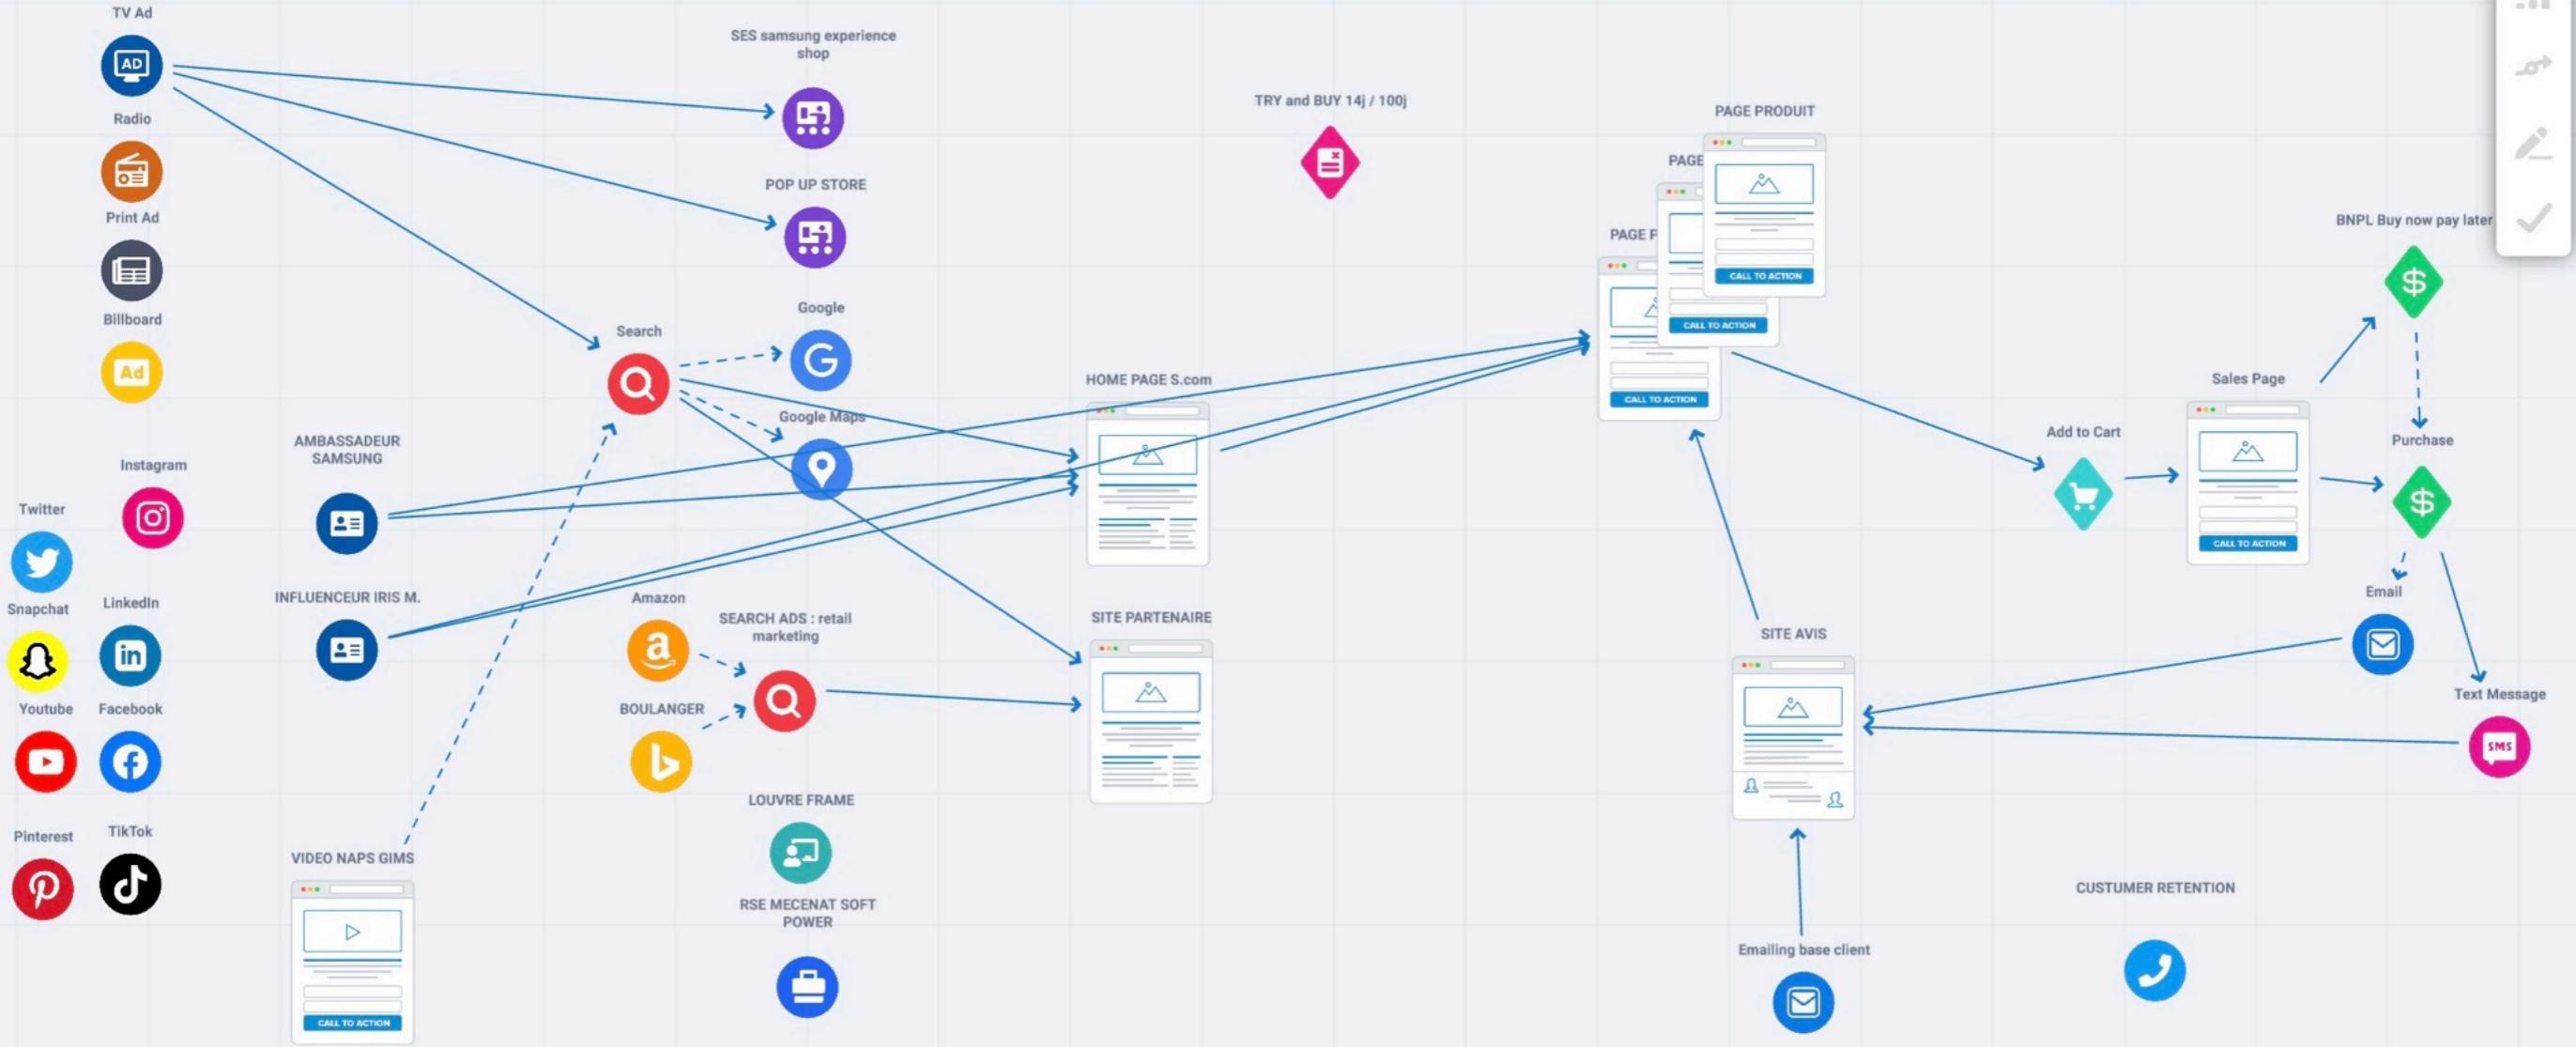 TV Ad
AD
Radio
Print Ad
Billboard
Ad
SES samsung experience
shop
POP UP STORE
Search
Google
G
Google Maps
AMBASSADEUR
SAMSUNG
Instagram
Twitter
INFLUENCEUR IRIS M.
Snapchat
LinkedIn
in
Youtube
Facebook
Pinterest
TikTok
VIDEO NAPS GIMS
CALL TO ACTION
Amazon
a
SEARCH ADS : retail
marketing
BOULANGER
LOUVRE FRAME
RSE MECENAT SOFT
POWER
HOME PAGE S.com
SITE PARTENAIRE
TRY and BUY 14j / 100j
PAGE PRODUIT
CALL TO ACTION
PAGE
CALL TO ACTION
PAGE P
CALL TO ACTION
SITE AVIS
Emailing base client
Add to Cart
Sales Page
CALL TO ACTION
BNPL Buy now pay later
$
Purchase
$
Email
Text Message
SMS
CUSTUMER RETENTION